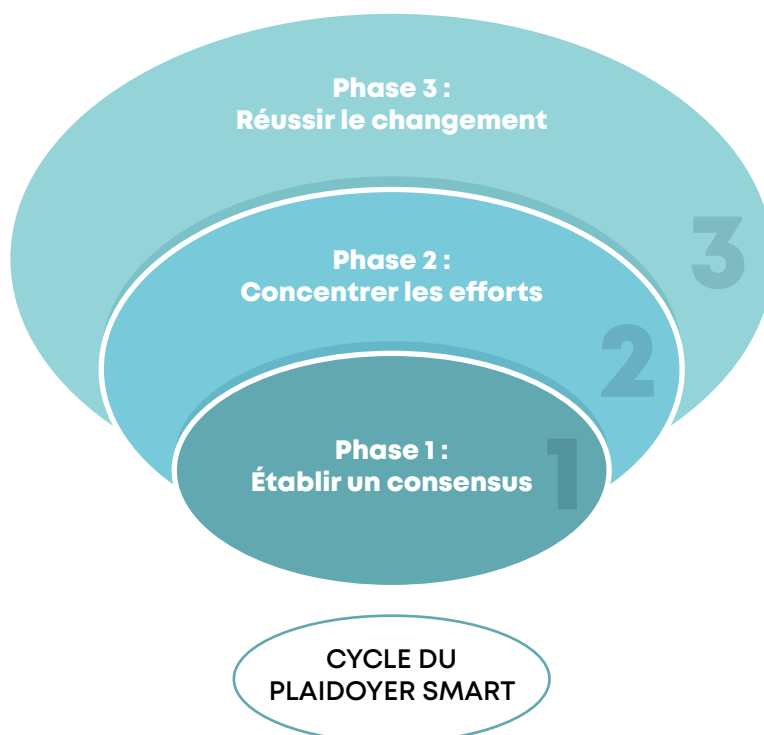 Phase 3 :
Réussir le changement
3
Phase 2 :
Concentrer les efforts
2
Phase 1 :
Établir un consensus
1
CYCLE DU
PLAIDOYER SMART